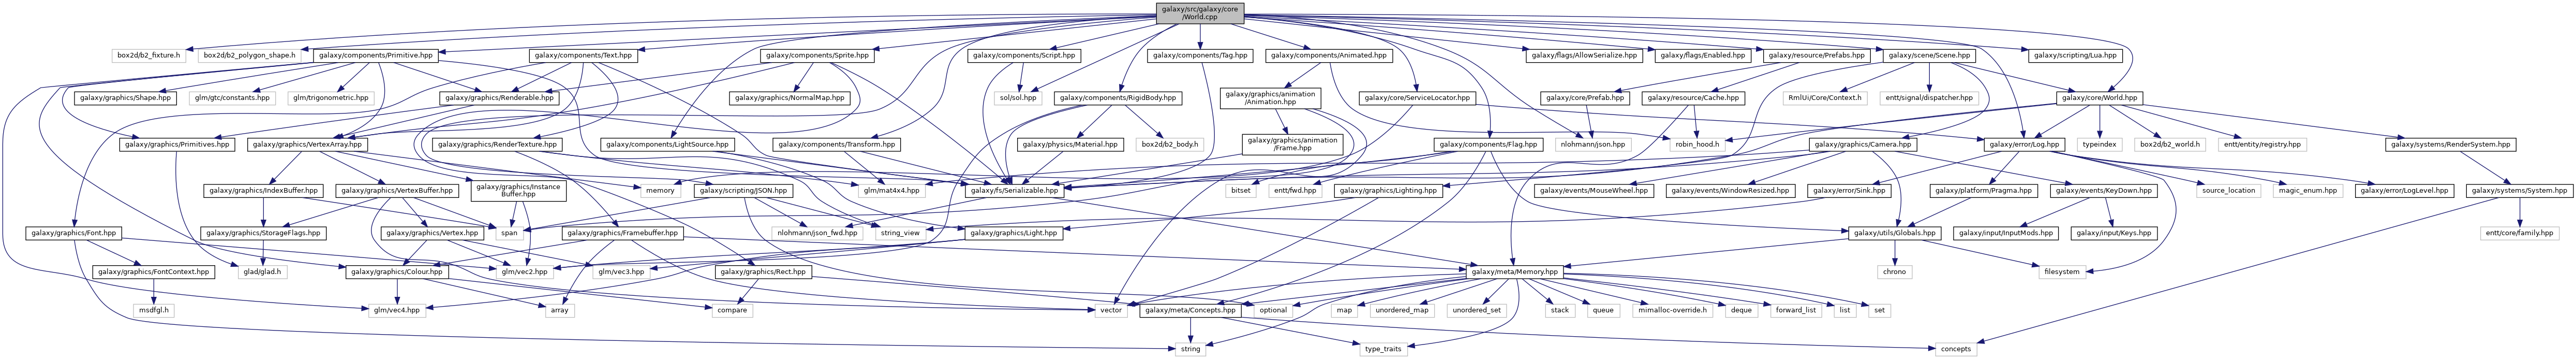 galaxy/src/galaxy/core
/World.cpp
box2d/b2_fixture.h
box2d/b2_polygon_shape.h
galaxy/components/Primitive.hpp
galaxy/components/Text.hpp
galaxy/components/Sprite.hpp
galaxy/components/Script.hpp
galaxy/components/Tag.hpp
galaxy/components/Animated.hpp
galaxy/flags/AllowSerialize.hpp
galaxy/flags/Enabled.hpp
galaxy/resource/Prefabs.hpp
galaxy/scene/Scene.hpp
galaxy/scripting/Lua.hpp
galaxy/graphics/Shape.hpp
glm/gtc/constants.hpp
glm/trigonometric.hpp
galaxy/graphics/Renderable.hpp
galaxy/graphics/NormalMap.hpp
sol/sol.hpp
galaxy/components/RigidBody.hpp
galaxy/graphics/animation
/Animation.hpp
galaxy/core/ServiceLocator.hpp
galaxy/core/Prefab.hpp
galaxy/resource/Cache.hpp
RmlUi/Core/Context.h
entt/signal/dispatcher.hpp
galaxy/core/World.hpp
galaxy/graphics/Primitives.hpp
galaxy/graphics/VertexArray.hpp
galaxy/graphics/RenderTexture.hpp
galaxy/components/LightSource.hpp
galaxy/components/Transform.hpp
galaxy/physics/Material.hpp
box2d/b2_body.h
galaxy/graphics/animation
/Frame.hpp
galaxy/components/Flag.hpp
nlohmann/json.hpp
robin_hood.h
galaxy/graphics/Camera.hpp
galaxy/error/Log.hpp
typeindex
box2d/b2_world.h
entt/entity/registry.hpp
galaxy/systems/RenderSystem.hpp
galaxy/graphics/IndexBuffer.hpp
galaxy/graphics/VertexBuffer.hpp
galaxy/graphics/Instance
Buffer.hpp
memory
galaxy/scripting/JSON.hpp
glm/mat4x4.hpp
galaxy/fs/Serializable.hpp
bitset
entt/fwd.hpp
galaxy/graphics/Lighting.hpp
galaxy/events/MouseWheel.hpp
galaxy/events/WindowResized.hpp
galaxy/error/Sink.hpp
galaxy/platform/Pragma.hpp
galaxy/events/KeyDown.hpp
source_location
magic_enum.hpp
galaxy/error/LogLevel.hpp
galaxy/systems/System.hpp
galaxy/graphics/Font.hpp
galaxy/graphics/StorageFlags.hpp
galaxy/graphics/Vertex.hpp
span
galaxy/graphics/Framebuffer.hpp
nlohmann/json_fwd.hpp
string_view
galaxy/graphics/Light.hpp
galaxy/utils/Globals.hpp
galaxy/input/InputMods.hpp
galaxy/input/Keys.hpp
entt/core/family.hpp
galaxy/graphics/FontContext.hpp
glad/glad.h
galaxy/graphics/Colour.hpp
glm/vec2.hpp
glm/vec3.hpp
galaxy/graphics/Rect.hpp
galaxy/meta/Memory.hpp
chrono
filesystem
msdfgl.h
glm/vec4.hpp
array
compare
vector
galaxy/meta/Concepts.hpp
optional
map
unordered_map
unordered_set
stack
queue
mimalloc-override.h
deque
forward_list
list
set
string
type_traits
concepts